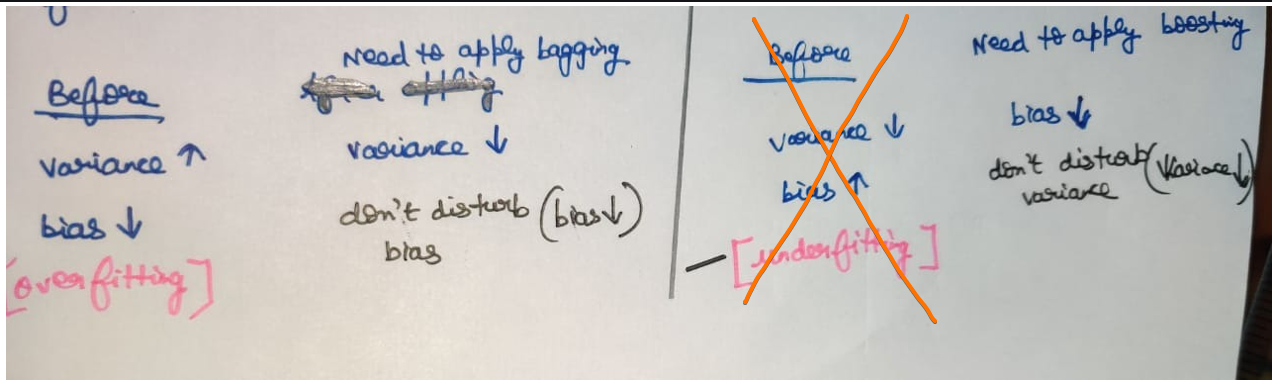 Need to apply bagging
Before
variance ↑
variance ↓
bias ↓
don't disturb (bias↓)
bias
[overfitting]
Before
Need to apply boosting
variance ↓
bias ↓
bias ↑
don't disturb (Variance↓)
variance
[underfitting]